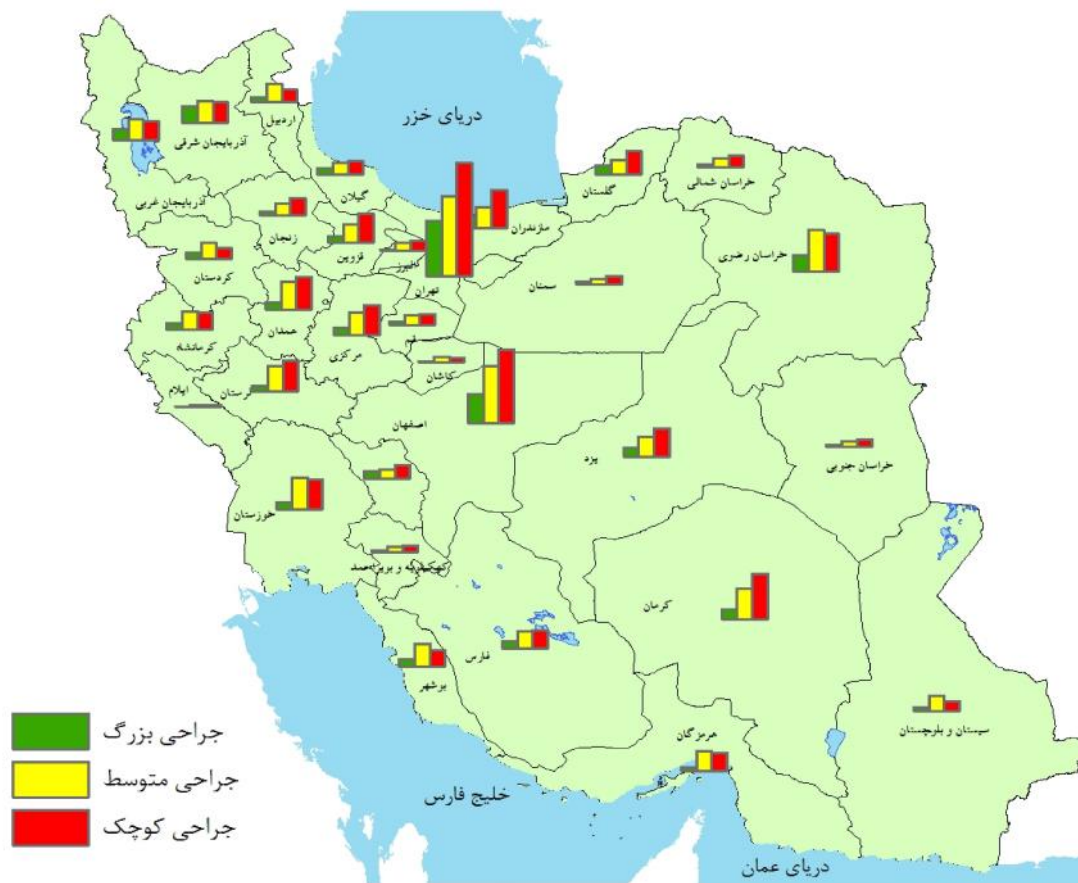 دریای خزر
اردبیل
آذربایجان شرقی
آذربایجان غربی
گیلان
زنجان
قزوین
البرز
تهران
مازندران
گلستان
خراسان شمالی
خراسان رضوی
سمنان
کردستان
همدان
کرمانشاه
مرکزی
قم
کاشان
ایلام
لرستان
اصفهان
یزد
خراسان جنوبی
خوزستان
کهگیلویه و بویراحمد
کرمان
فارس
بوشهر
هرمزگان
سیستان و بلوچستان
خلیج فارس
دریای عمان
جراحی بزرگ
جراحی متوسط
جراحی کوچک